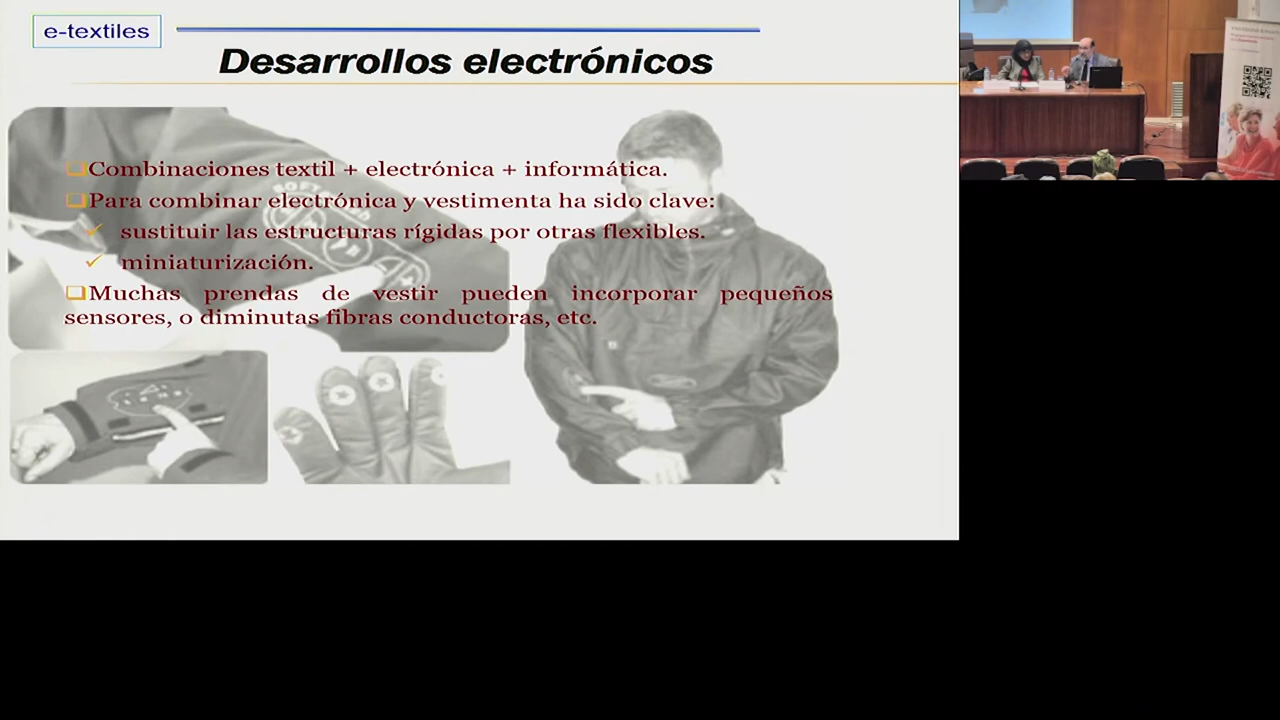 e-textiles
Desarrollos electrónicos
Combinaciones textil + electrónica + informática.
Para combinar electrónica y vestimenta ha sido clave:
sustituir las estructuras rígidas por otras flexibles.
miniaturización.
Muchas prendas de vestir pueden incorporar pequeños
sensores, o diminutas fibras conductoras, etc.